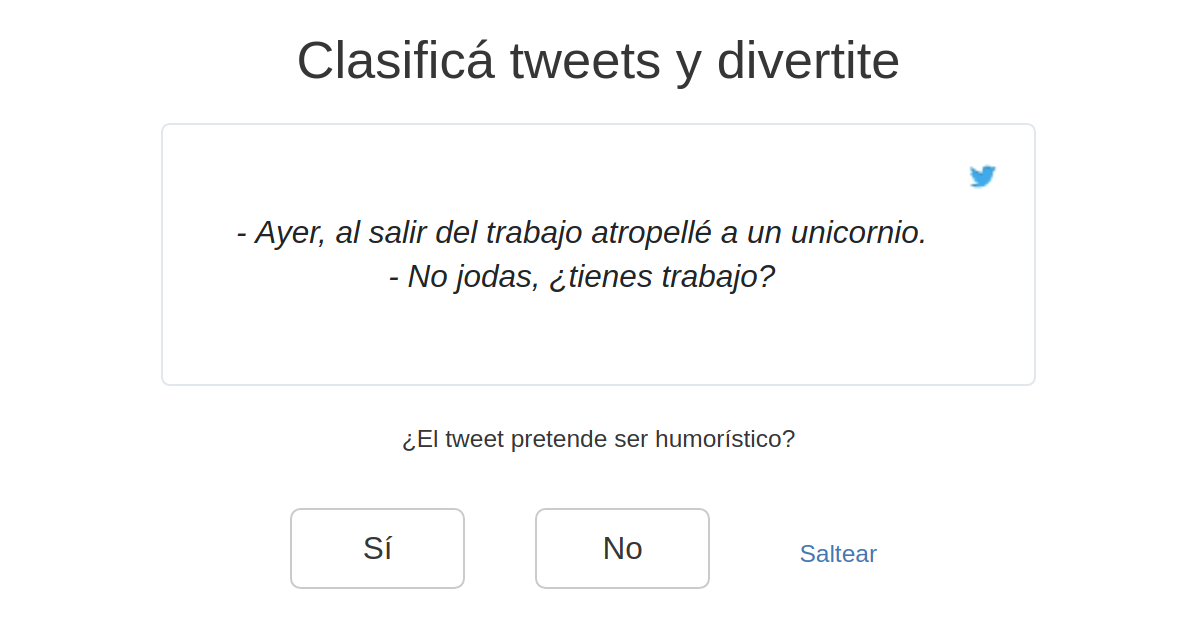 Clasificá tweets y divertite
- Ayer, al salir del trabajo atropellé a un unicornio.
- No jodas, ¿tienes trabajo?
¿El tweet pretende ser humorístico?
Sí
No
Saltear